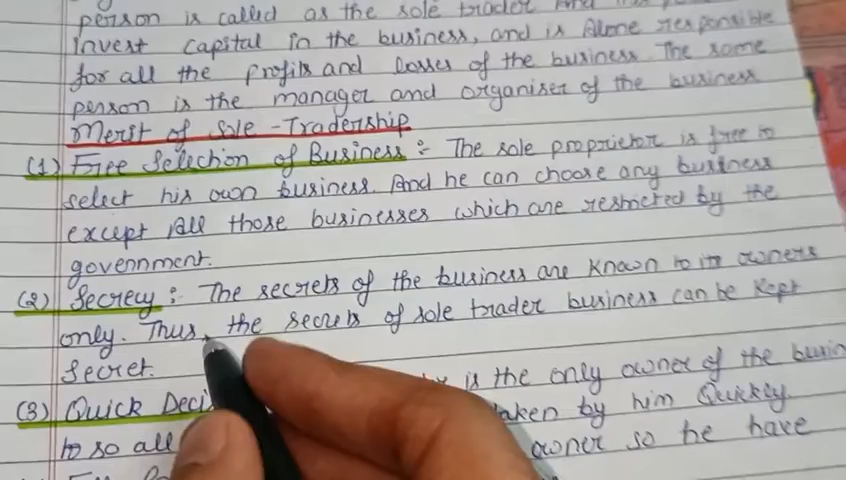 person is called as the sole trader And
invest capital in the business, and is Alone responsible
for all the profits and losses of the business. The same
person is the manager and organiser of the business
Merit of Sole-Tradership
(1) Free Selection of Business : The sole proprietor is free to
select his own business. And he can choose any business
except All those businesses which are restricted by the
government.
(2) Secrecy : The secrets of the business are known to its owners
only. Thus, the secrets of sole trader business can be kept
Secret.
(3) Quick is the only owner of the
taken by him Quickly.
so all owner so he have